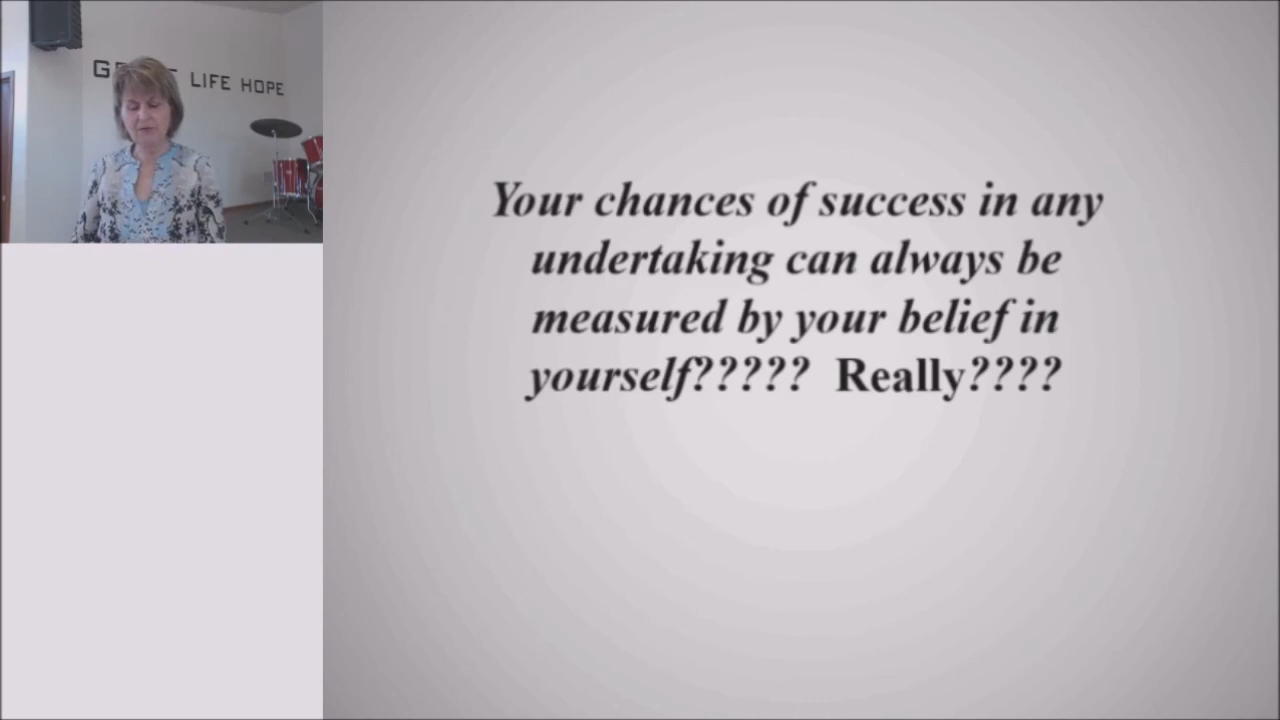 LIFE HOPE
Your chances of success in any
undertaking can always be
measured by your belief in
yourself????? Really????